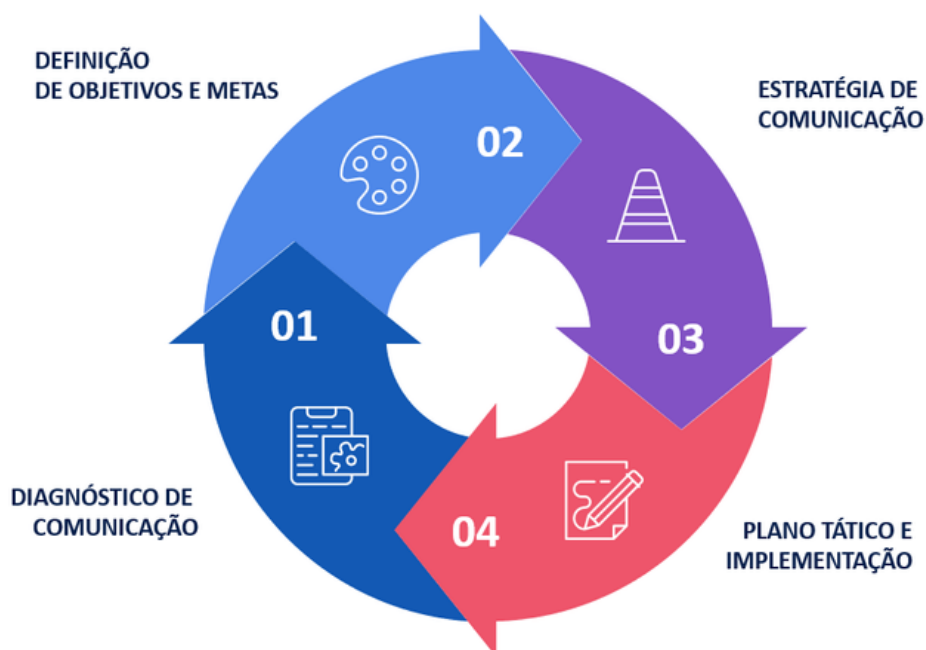 DEFINIÇÃO
DE OBJETIVOS E METAS
02
ESTRATÉGIA DE
COMUNICAÇÃO
01
03
DIAGNÓSTICO DE
COMUNICAÇÃO
04
PLANO TÁTICO E
IMPLEMENTAÇÃO